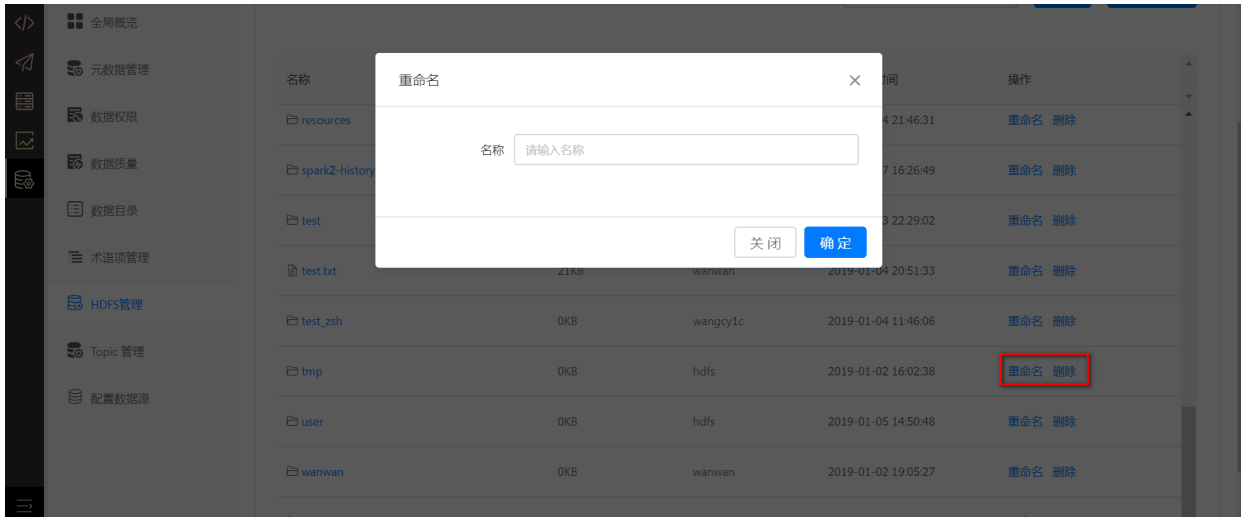 全局概览
元数据管理
数据权限
数据质量
数据目录
术语项管理
HDFS管理
Topic 管理
配置数据源
重命名
名称
请输入名称
关闭
确定
名称 时间 操作
resources 4 21:46:31 重命名 删除
spark2-history 7 16:26:49 重命名 删除
test 3 22:29:02 重命名 删除
test.txt 21KB wanwan 2019-01-04 20:51:33 重命名 删除
test_zsh 0KB wangcy1c 2019-01-04 11:46:06 重命名 删除
tmp 0KB hdfs 2019-01-02 16:02:38 重命名 删除
user 0KB hdfs 2019-01-05 14:50:48 重命名 删除
wanwan 0KB wanwan 2019-01-02 19:05:27 重命名 删除